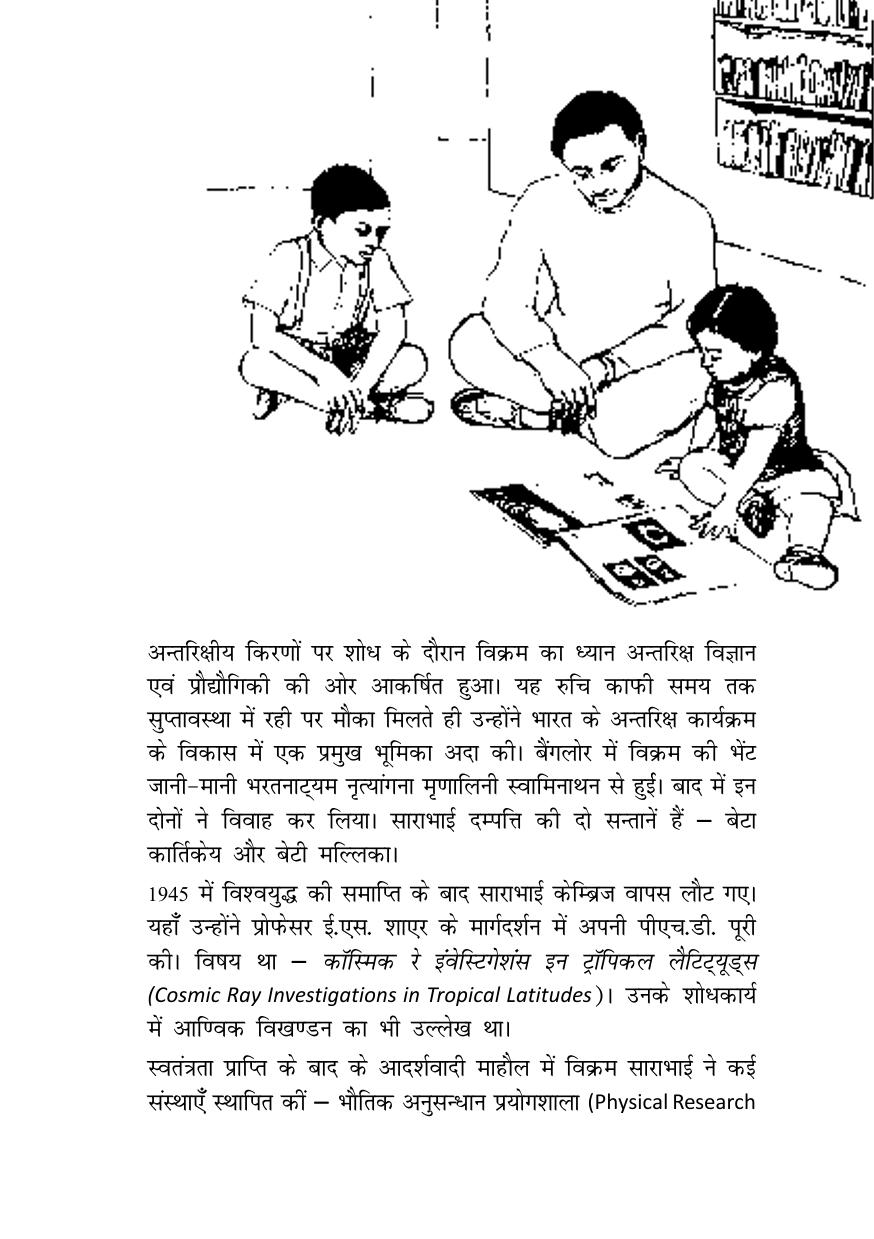 अन्तरिक्षीय किरणों पर शोध के दौरान विक्रम का ध्यान अन्तरिक्ष विज्ञान
एवं प्रौद्यौगिकी की ओर आकर्षित हुआ। यह रुचि काफी समय तक
सुप्तावस्था में रही पर मौका मिलते ही उन्होंने भारत के अन्तरिक्ष कार्यक्रम
के विकास में एक प्रमुख भूमिका अदा की। बैंगलोर में विक्रम की भेंट
जानी-मानी भरतनाट्यम नृत्यांगना मृणालिनी स्वामिनाथन से हुई। बाद में इन
दोनों ने विवाह कर लिया। साराभाई दम्पत्ति की दो सन्तानें हैं – बेटा
कार्तिकेय और बेटी मल्लिका।
1945 में विश्वयुद्ध की समाप्ति के बाद साराभाई केम्ब्रिज वापस लौट गए।
यहाँ उन्होंने प्रोफेसर ई.एस. शाएर के मार्गदर्शन में अपनी पीएच.डी. पूरी
की। विषय था – कॉस्मिक रे इंवेस्टिगेशंस इन ट्रॉपिकल लैटिट्यूड्स
(Cosmic Ray Investigations in Tropical Latitudes)। उनके शोधकार्य
में आण्विक विखण्डन का भी उल्लेख था।
स्वतंत्रता प्राप्ति के बाद के आदर्शवादी माहौल में विक्रम साराभाई ने कई
संस्थाएँ स्थापित कीं – भौतिक अनुसन्धान प्रयोगशाला (Physical Research